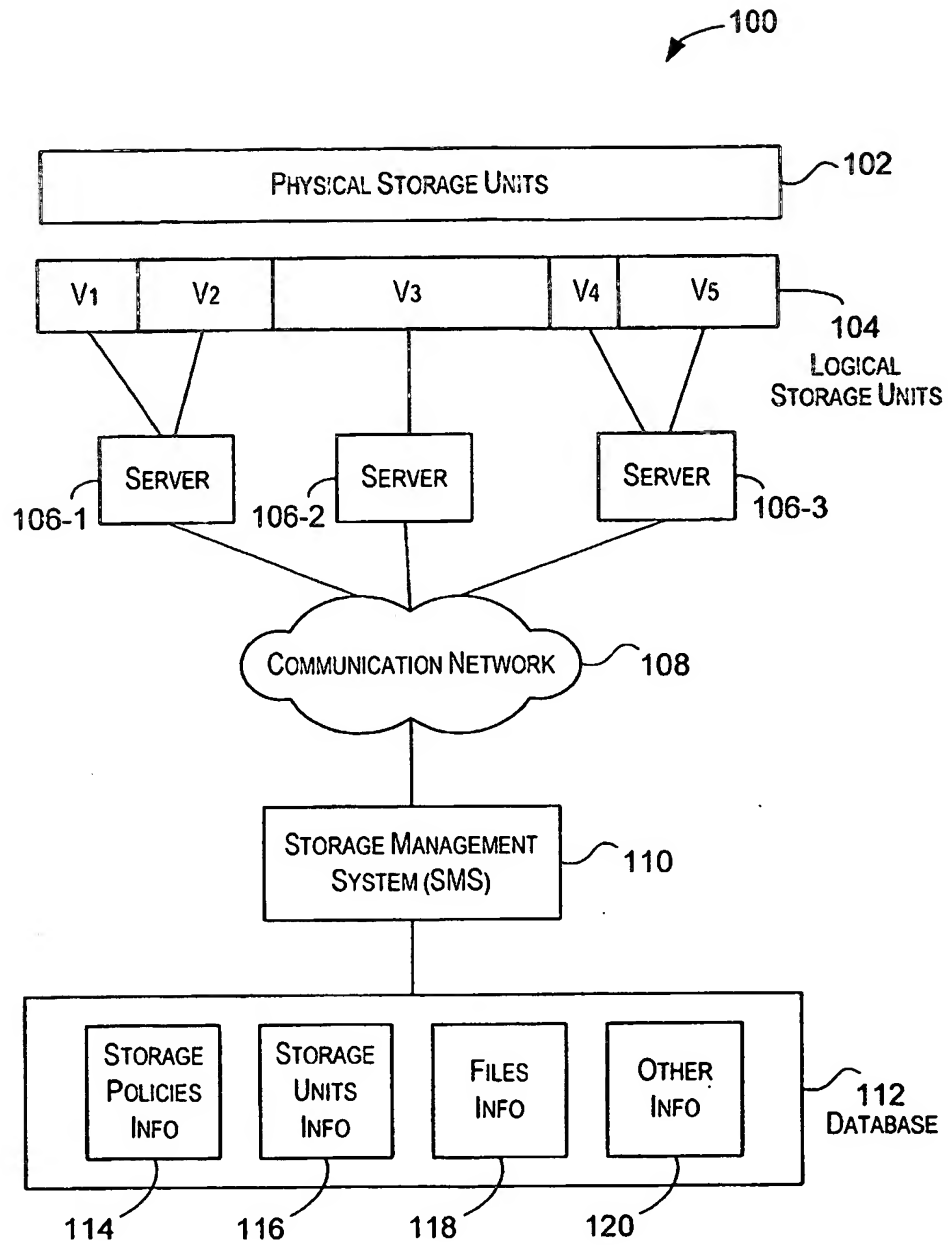 100
PHYSICAL STORAGE UNITS
102
V1 V2 V3 V4 V5
104
LOGICAL
STORAGE UNITS
SERVER SERVER SERVER
106-1 106-2 106-3
COMMUNICATION NETWORK
108
STORAGE MANAGEMENT
SYSTEM (SMS)
110
STORAGE
POLICIES
INFO
STORAGE
UNITS
INFO
FILES
INFO
OTHER
INFO
112
DATABASE
114 116 118 120